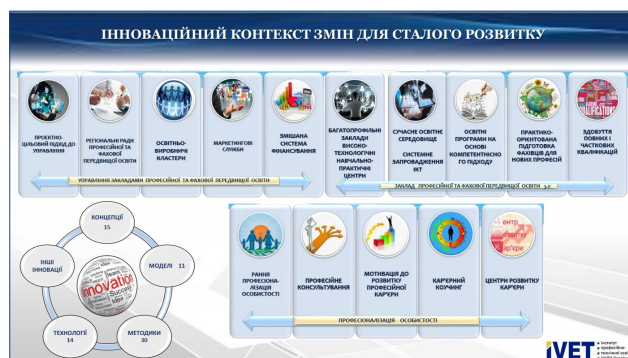 ІННОВАЦІЙНИЙ КОНТЕКСТ ЗМІН ДЛЯ СТАЛОГО РОЗВИТКУ
ПРОЕКТНО-
ЦІЛЬОВИЙ ПІДХІД ДО
УПРАВЛІННЯ
РЕГІОНАЛЬНІ РАДИ
ПРОФЕСІЙНОЇ ТА
ФАХОВОЇ
ПЕРЕДВИЩОЇ ОСВІТИ
ОСВІТНЬО-
ВИРОБНИЧІ
КЛАСТЕРИ
МАРКЕТИНГОВІ
СЛУЖБИ
ЗМІШАНА
СИСТЕМА
ФІНАНСУВАННЯ
УПРАВЛІННЯ ЗАКЛАДАМИ ПРОФЕСІЙНОЇ ТА ФАХОВОЇ ПЕРЕДВИЩОЇ ОСВІТИ
БАГАТОПРОФІЛЬНІ
ЗАКЛАДИ
ВИСОКО-
ТЕХНОЛОГІЧНІ
НАВЧАЛЬНО-
ПРАКТИЧНІ
ЦЕНТРИ
СУЧАСНЕ ОСВІТНЄ
СЕРЕДОВИЩЕ
СИСТЕМНЕ
ЗАПРОВАДЖЕННЯ
ІКТ
ОСВІТНІ
ПРОГРАМИ НА
ОСНОВІ
КОМПЕТЕНТНІСНО
ГО ПІДХОДУ
ПРАКТИКО-
ОРІЄНТОВАНА
ПІДГОТОВКА
ФАХІВЦІВ ДЛЯ
НОВИХ ПРОФЕСІЙ
ЗДОБУТТЯ
ПОВНИХ І
ЧАСТКОВИХ
КВАЛІФІКАЦІЙ
ЗАКЛАД ПРОФЕСІЙНОЇ ТА ФАХОВОЇ ПЕРЕДВИЩОЇ ОСВІТИ 3.0
КОНЦЕПЦІЇ
15
ІНШІ
ІННОВАЦІЇ
МОДЕЛІ 11
ТЕХНОЛОГІЇ
14
МЕТОДИКИ
30
innovation
Success
РАННЯ
ПРОФЕСІОНА-
ЛІЗАЦІЯ
ОСОБИСТОСТІ
ПРОФЕСІЙНЕ
КОНСУЛЬТУВАННЯ
МОТИВАЦІЯ ДО
РОЗВИТКУ
ПРОФЕСІЙНОЇ
КАР'ЄРИ
КАР'ЄРНИЙ
КОУЧИНГ
ЦЕНТРИ РОЗВИТКУ
КАР'ЄРИ
ПРОФЕСІОНАЛІЗАЦІЯ ОСОБИСТОСТІ
IVET